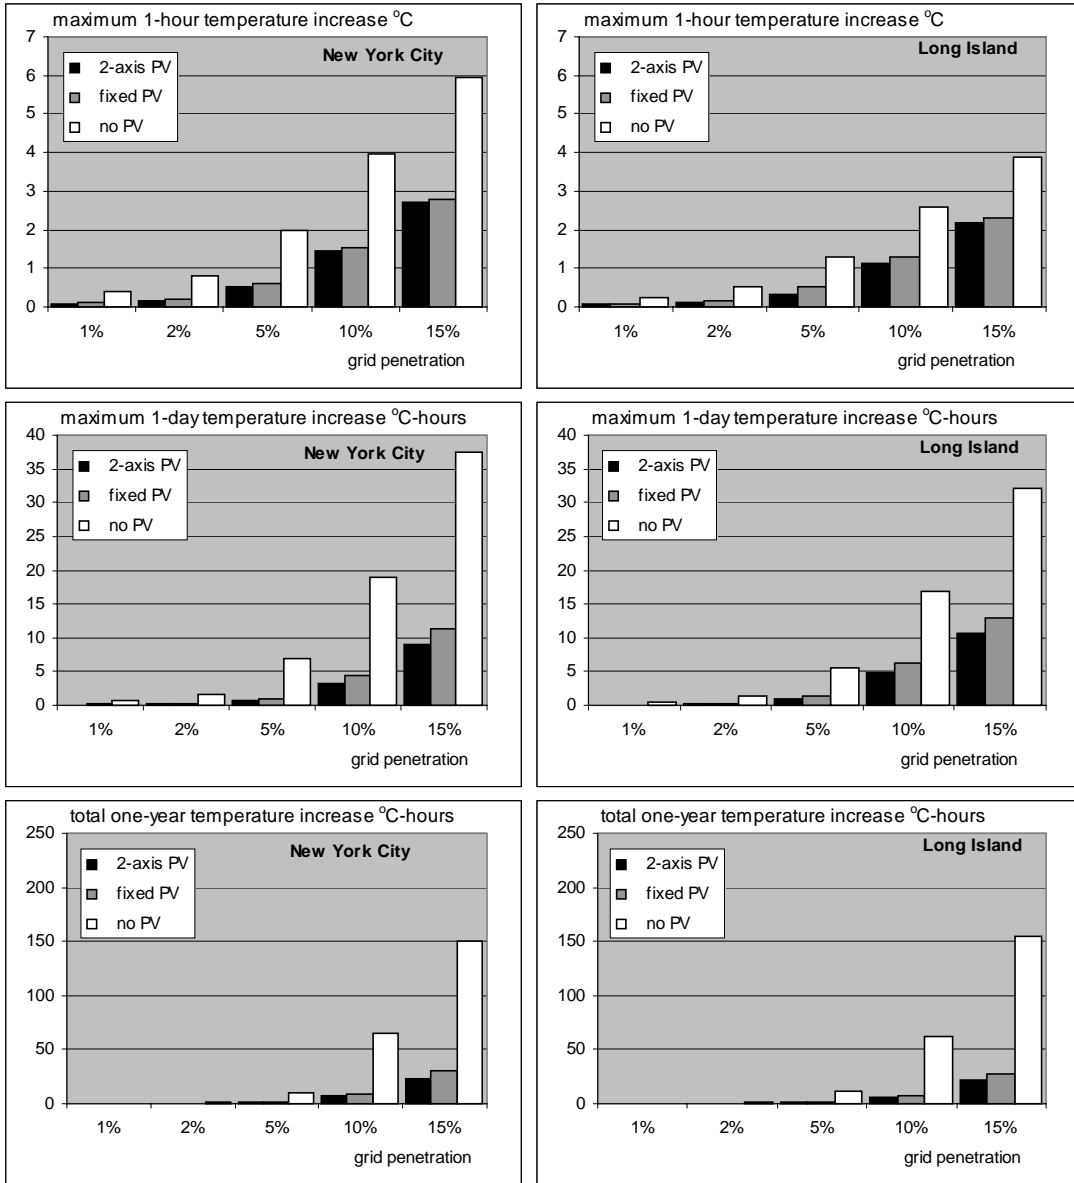 maximum 1-hour temperature increase °C
New York City
7
6
5
4
3
2
1
0
2-axis PV
fixed PV
no PV
1% 2% 5% 10% 15%
grid penetration
maximum 1-hour temperature increase °C
Long Island
7
6
5
4
3
2
1
0
2-axis PV
fixed PV
no PV
1% 2% 5% 10% 15%
grid penetration
maximum 1-day temperature increase °C-hours
New York City
40
35
30
25
20
15
10
5
0
2-axis PV
fixed PV
no PV
1% 2% 5% 10% 15%
grid penetration
maximum 1-day temperature increase °C-hours
Long Island
40
35
30
25
20
15
10
5
0
2-axis PV
fixed PV
no PV
1% 2% 5% 10% 15%
grid penetration
total one-year temperature increase °C-hours
New York City
250
200
150
100
50
0
2-axis PV
fixed PV
no PV
1% 2% 5% 10% 15%
grid penetration
total one-year temperature increase °C-hours
Long Island
250
200
150
100
50
0
2-axis PV
fixed PV
no PV
1% 2% 5% 10% 15%
grid penetration